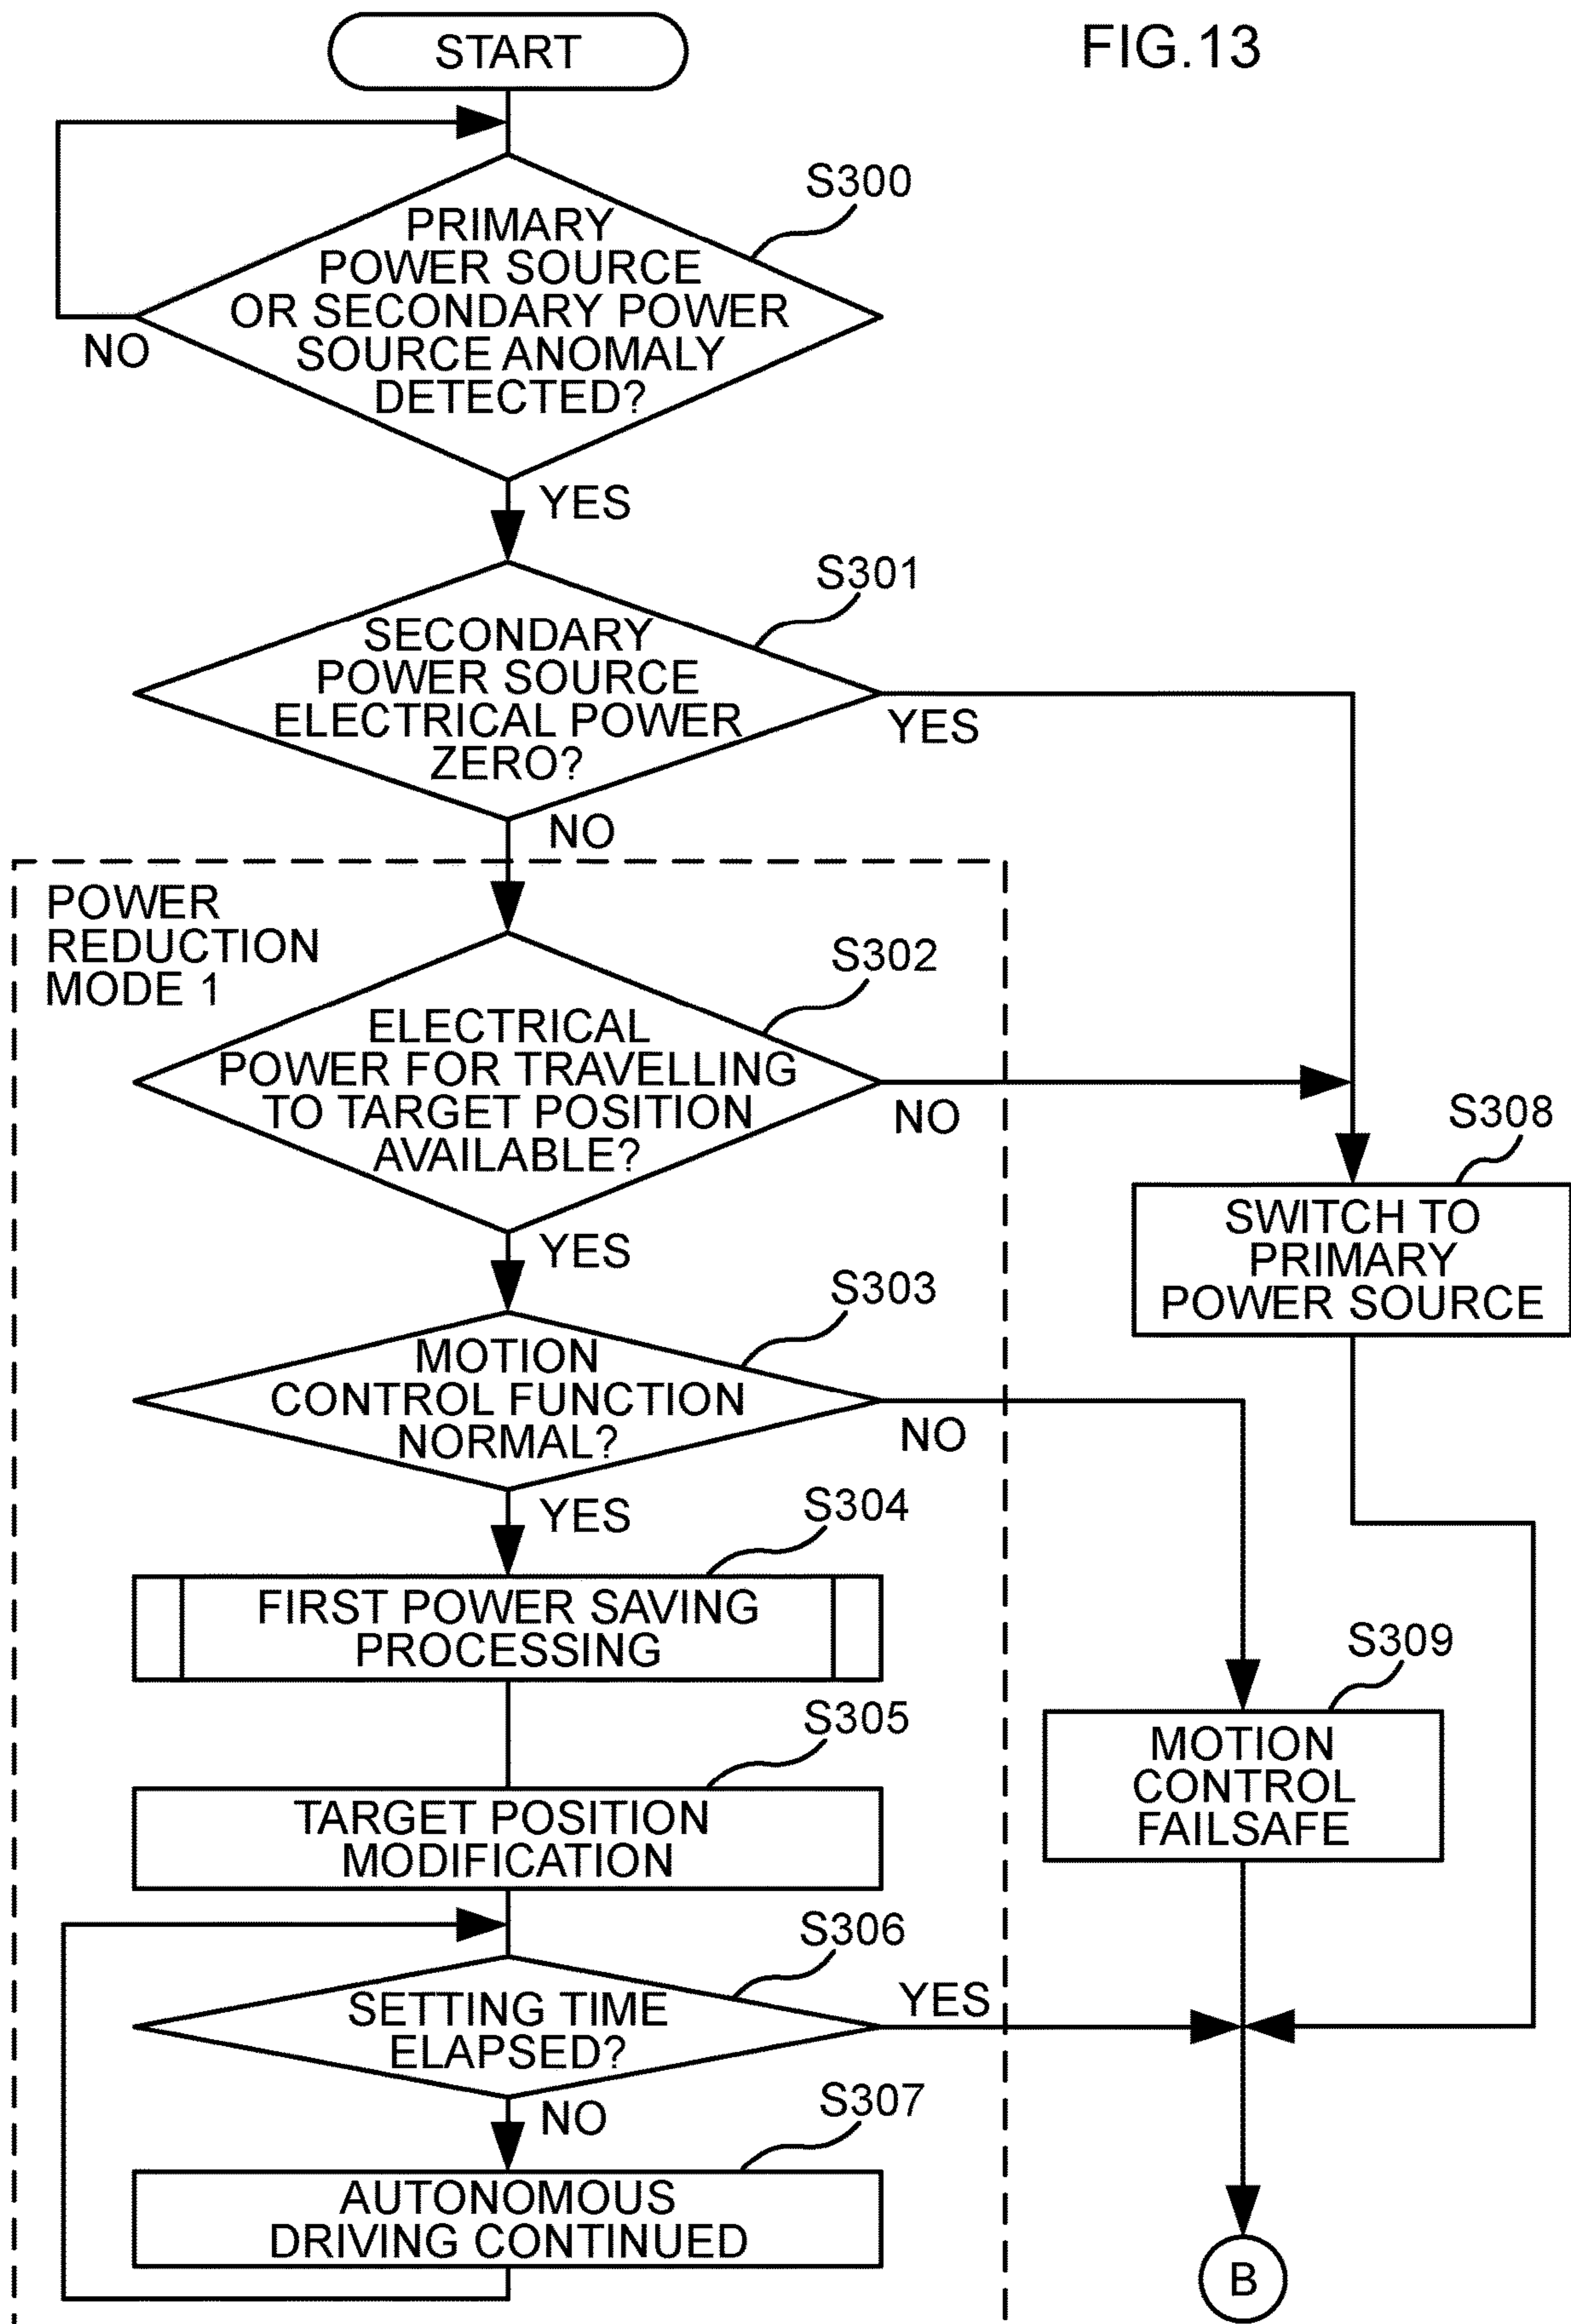 START
FIG.13
S300
PRIMARY
POWER SOURCE
OR SECONDARY POWER
SOURCE ANOMALY
DETECTED?
NO
YES
S301
SECONDARY
POWER SOURCE
ELECTRICAL POWER
ZERO?
YES
NO
POWER
REDUCTION
MODE 1
S302
ELECTRICAL
POWER FOR TRAVELLING
TO TARGET POSITION
AVAILABLE?
NO
YES
S308
SWITCH TO
PRIMARY
POWER SOURCE
S303
MOTION
CONTROL FUNCTION
NORMAL?
NO
YES
S304
FIRST POWER SAVING
PROCESSING
S309
MOTION
CONTROL
FAILSAFE
S305
TARGET POSITION
MODIFICATION
S306
SETTING TIME
ELAPSED?
YES
NO
S307
AUTONOMOUS
DRIVING CONTINUED
B